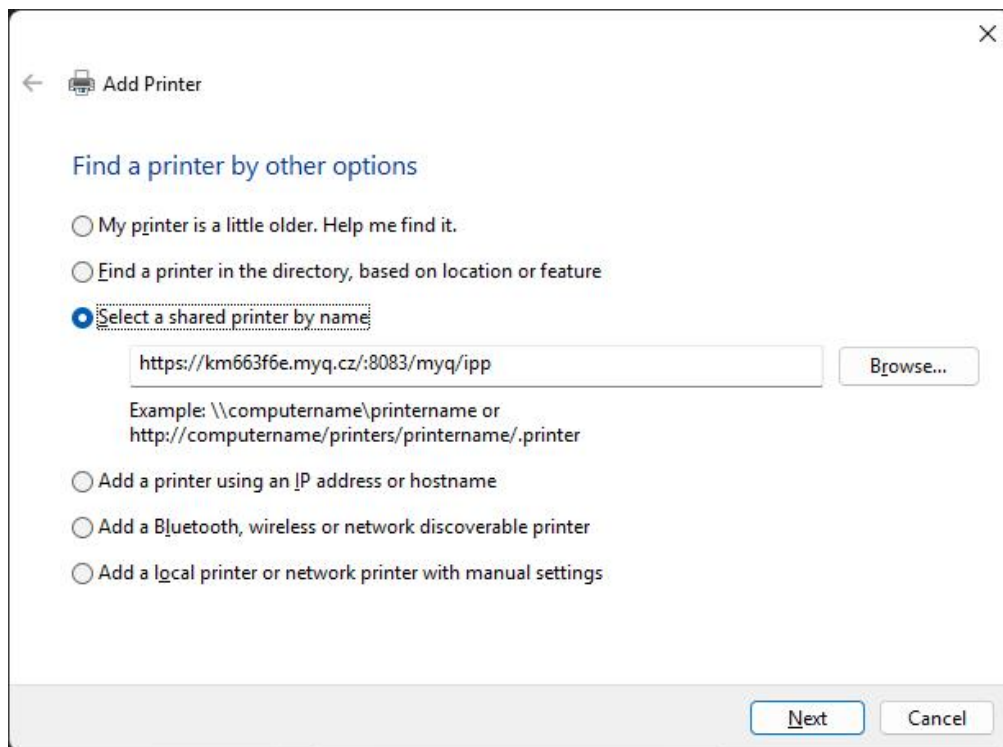 Add Printer
Find a printer by other options
My printer is a little older. Help me find it.
Find a printer in the directory, based on location or feature
Select a shared printer by name
https://km663f6e.myq.cz/:8083/myq/ipp
Browse...
Example: \\computername\printername or
http://computername/printers/printername/.printer
Add a printer using an IP address or hostname
Add a Bluetooth, wireless or network discoverable printer
Add a local printer or network printer with manual settings
Next
Cancel